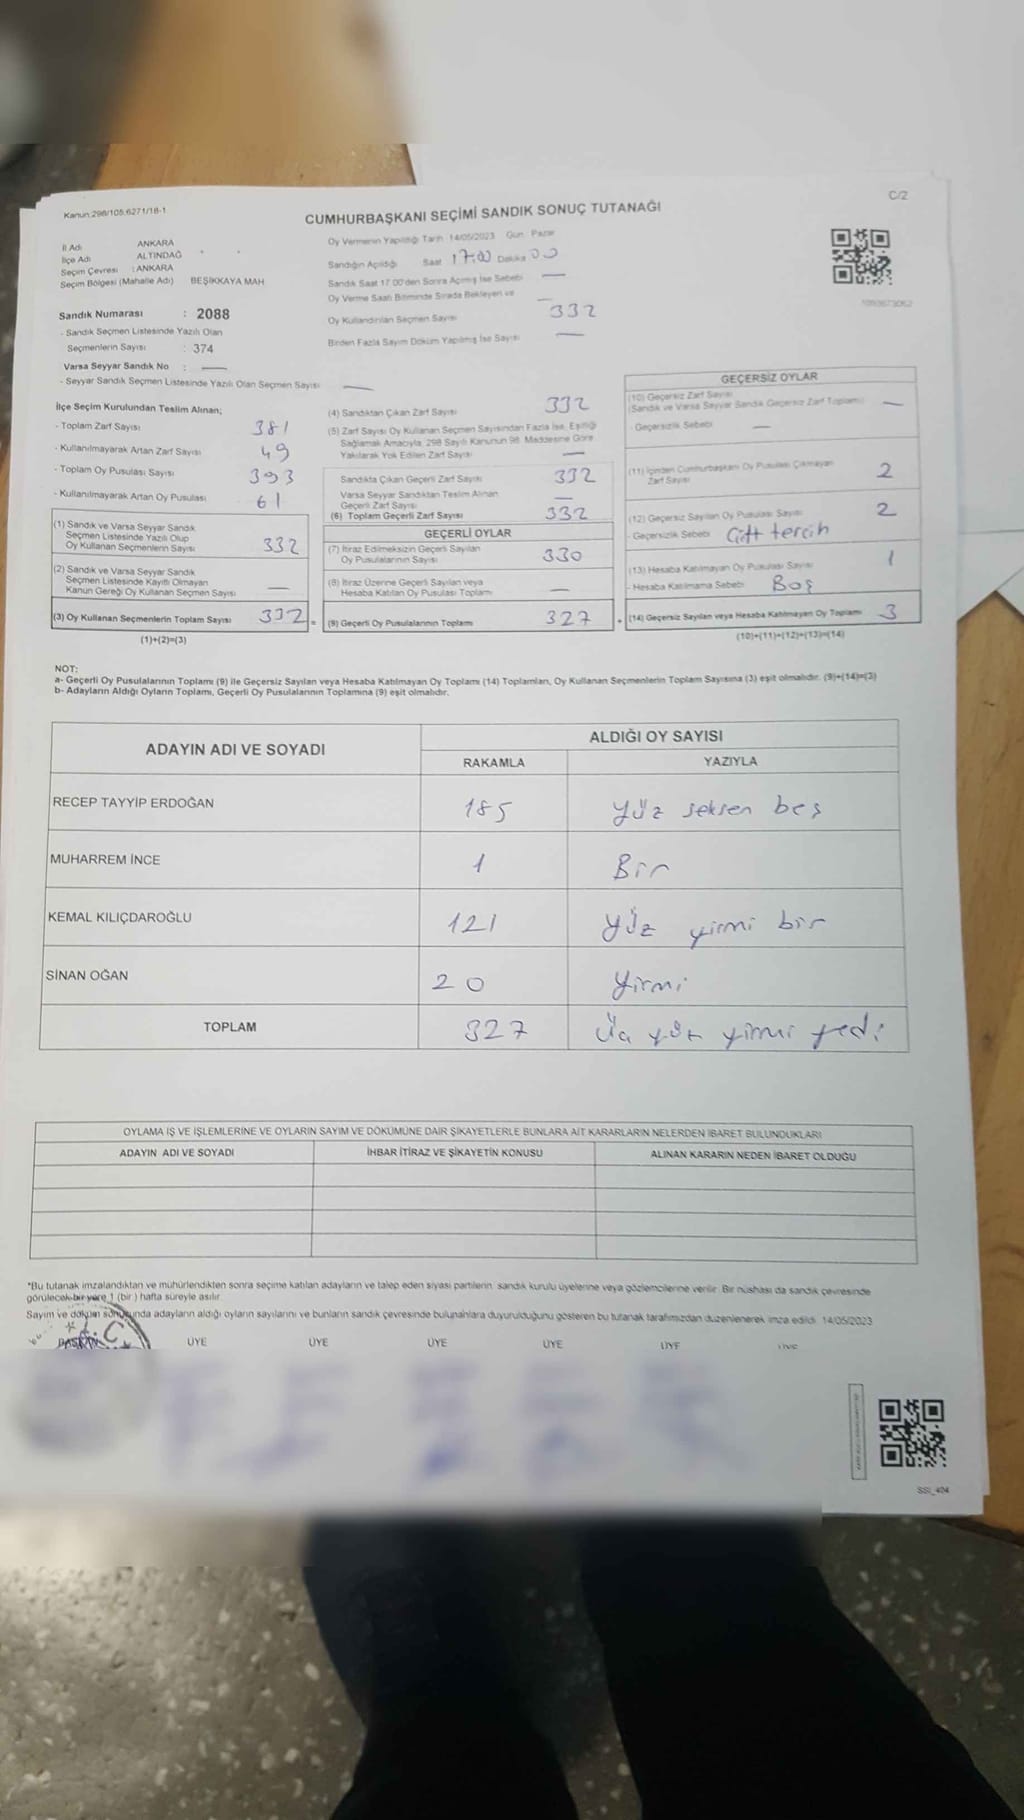 C/2
Kanun:298/105.6271/18-1
CUMHURBAŞKANI SEÇİMİ SANDIK SONUÇ TUTANAĞI
İl Adı ANKARA
İlçe Adı ALTINDAĞ
Seçim Çevresi : ANKARA
Seçim Bölgesi (Mahalle Adı) BEŞİKKAYA MAH
Sandık Numarası : 2088
- Sandık Seçmen Listesinde Yazılı Olan
Seçmenlerin Sayısı : 374
Varsa Seyyar Sandık No : —
- Seyyar Sandık Seçmen Listesinde Yazılı Olan Seçmen Sayısı —
Oy Vermenin Yapıldığı Tarih 14/05/2023 Gün: Pazar
Sandığın Açıldığı Saat 17:00 Dakika 00
Sandık Saat 17.00'den Sonra Açılmış İse Sebebi —
Oy Verme Saati Bitiminde Sırada Bekleyen ve —
Oy Kullandırılan Seçmen Sayısı 332
Birden Fazla Sayım Döküm Yapılmış İse Sayısı —
İlçe Seçim Kurulundan Teslim Alınan;
- Toplam Zarf Sayısı 381
- Kullanılmayarak Artan Zarf Sayısı 49
- Toplam Oy Pusulası Sayısı 393
- Kullanılmayarak Artan Oy Pusulası 61
(1) Sandık ve Varsa Seyyar Sandık
Seçmen Listesinde Yazılı Olup
Oy Kullanan Seçmenlerin Sayısı 332
(2) Sandık ve Varsa Seyyar Sandık
Seçmen Listesinde Kayıtlı Olmayan
Kanun Gereği Oy Kullanan Seçmen Sayısı —
(3) Oy Kullanan Seçmenlerin Toplam Sayısı 332 =
(1)+(2)=(3)
(4) Sandıktan Çıkan Zarf Sayısı 332
(5) Zarf Sayısı Oy Kullanan Seçmen Sayısından Fazla İse, Eşitliği
Sağlamak Amacıyla, 298 Sayılı Kanunun 98. Maddesine Göre
Yakılarak Yok Edilen Zarf Sayısı —
Sandıkta Çıkan Geçerli Zarf Sayısı 332
Varsa Seyyar Sandıktan Teslim Alınan
Geçerli Zarf Sayısı —
(6) Toplam Geçerli Zarf Sayısı 332
GEÇERLİ OYLAR
(7) İtiraz Edilmeksizin Geçerli Sayılan
Oy Pusulalarının Sayısı 330
(8) İtiraz Üzerine Geçerli Sayılan veya
Hesaba Katılan Oy Pusulası Toplamı —
(9) Geçerli Oy Pusulalarının Toplamı 327 +
GEÇERSİZ OYLAR
(10) Geçersiz Zarf Sayısı
(Sandık ve Varsa Seyyar Sandık Geçersiz Zarf Toplamı) —
- Geçersizlik Sebebi —
(11) İçinden Cumhurbaşkanı Oy Pusulası Çıkmayan
Zarf Sayısı 2
(12) Geçersiz Sayılan Oy Pusulası Sayısı 2
- Geçersizlik Sebebi Çift tercih
(13) Hesaba Katılmayan Oy Pusulası Sayısı 1
- Hesaba Katılmama Sebebi Boş
(14) Geçersiz Sayılan veya Hesaba Katılmayan Oy Toplamı 3
(10)+(11)+(12)+(13)=(14)
NOT:
a- Geçerli Oy Pusulalarının Toplamı (9) ile Geçersiz Sayılan veya Hesaba Katılmayan Oy Toplamı (14) Toplamları, Oy Kullanan Seçmenlerin Toplam Sayısına (3) eşit olmalıdır. (9)+(14)=(3)
b- Adayların Aldığı Oyların Toplamı, Geçerli Oy Pusulalarının Toplamına (9) eşit olmalıdır.
ADAYIN ADI VE SOYADI ALDIĞI OY SAYISI
RAKAMLA YAZIYLA
RECEP TAYYİP ERDOĞAN 185 yüz seksen beş
MUHARREM İNCE 1 Bir
KEMAL KILIÇDAROĞLU 121 yüz yirmi bir
SİNAN OĞAN 20 yirmi
TOPLAM 327 Üç yüz yirmi yedi
OYLAMA İŞ VE İŞLEMLERİNE VE OYLARIN SAYIM VE DÖKÜMÜNE DAİR ŞİKAYETLERLE BUNLARA AİT KARARLARIN NELERDEN İBARET BULUNDUKLARI
ADAYIN ADI VE SOYADI İHBAR İTİRAZ VE ŞİKAYETİN KONUSU ALINAN KARARIN NEDEN İBARET OLDUĞU
*Bu tutanak imzalandıktan ve mühürlendikten sonra seçime katılan adayların ve talep eden siyasi partilerin sandık kurulu üyelerine veya gözlemcilerine verilir. Bir nüshası da sandık çevresinde
görülecek bir yere 1 (bir ) hafta süreyle asılır.
Sayım ve döküm sonucunda adayların aldığı oyların sayılarını ve bunların sandık çevresinde bulunanlara duyurulduğunu gösteren bu tutanak tarafımızdan düzenlenerek imza edildi. 14/05/2023
BAŞKAN ÜYE ÜYE ÜYE ÜYE ÜYE ÜYE
SSI_404